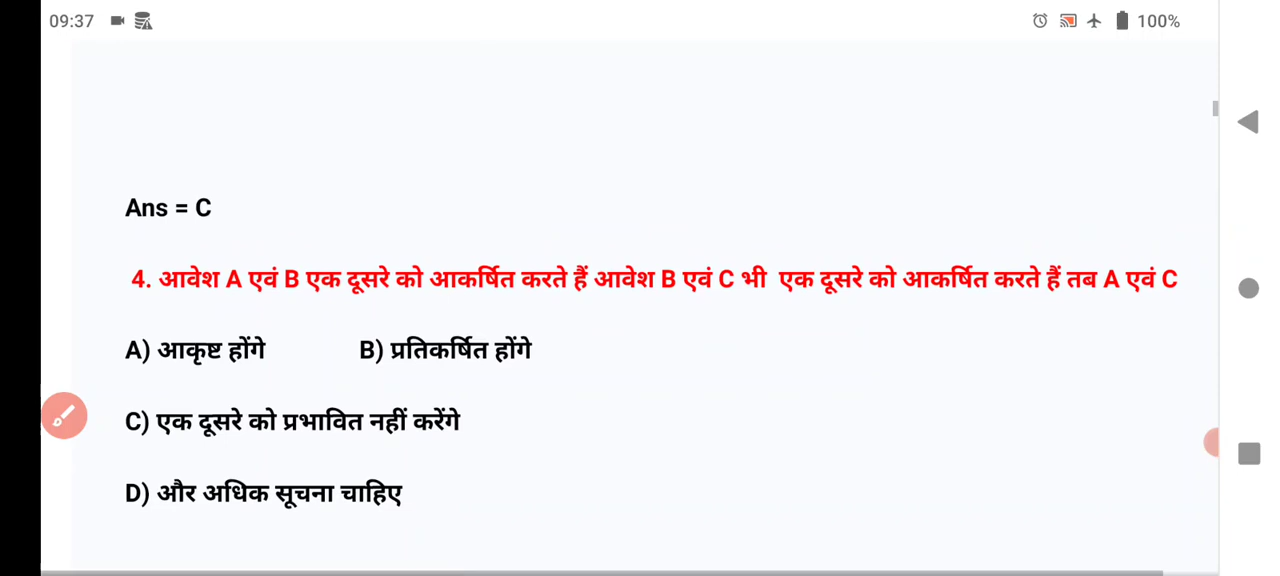 09:37
100%
Ans = C
4. आवेश A एवं B एक दूसरे को आकर्षित करते हैं आवेश B एवं C भी एक दूसरे को आकर्षित करते हैं तब A एवं C
A) आकृष्ट होंगे B) प्रतिकर्षित होंगे
C) एक दूसरे को प्रभावित नहीं करेंगे
D) और अधिक सूचना चाहिए